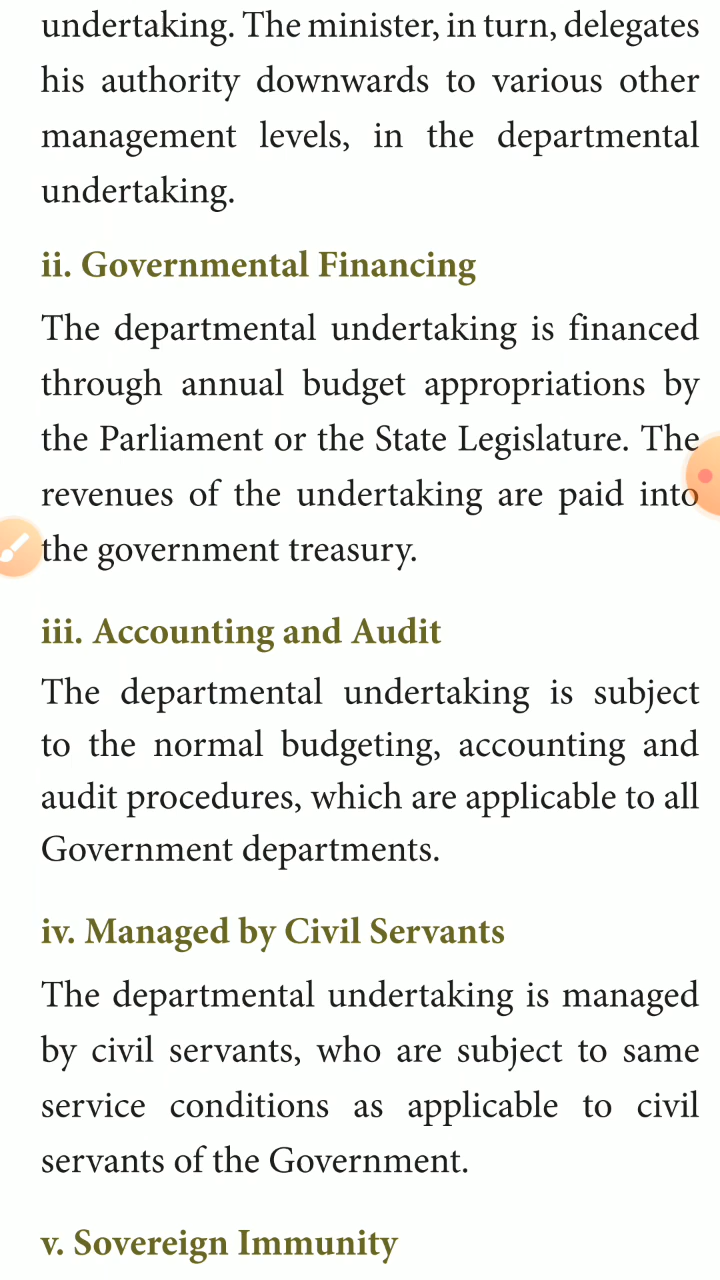 undertaking. The minister, in turn, delegates
his authority downwards to various other
management levels, in the departmental
undertaking.
ii. Governmental Financing
The departmental undertaking is financed
through annual budget appropriations by
the Parliament or the State Legislature. The
revenues of the undertaking are paid into
the government treasury.
iii. Accounting and Audit
The departmental undertaking is subject
to the normal budgeting, accounting and
audit procedures, which are applicable to all
Government departments.
iv. Managed by Civil Servants
The departmental undertaking is managed
by civil servants, who are subject to same
service conditions as applicable to civil
servants of the Government.
v. Sovereign Immunity